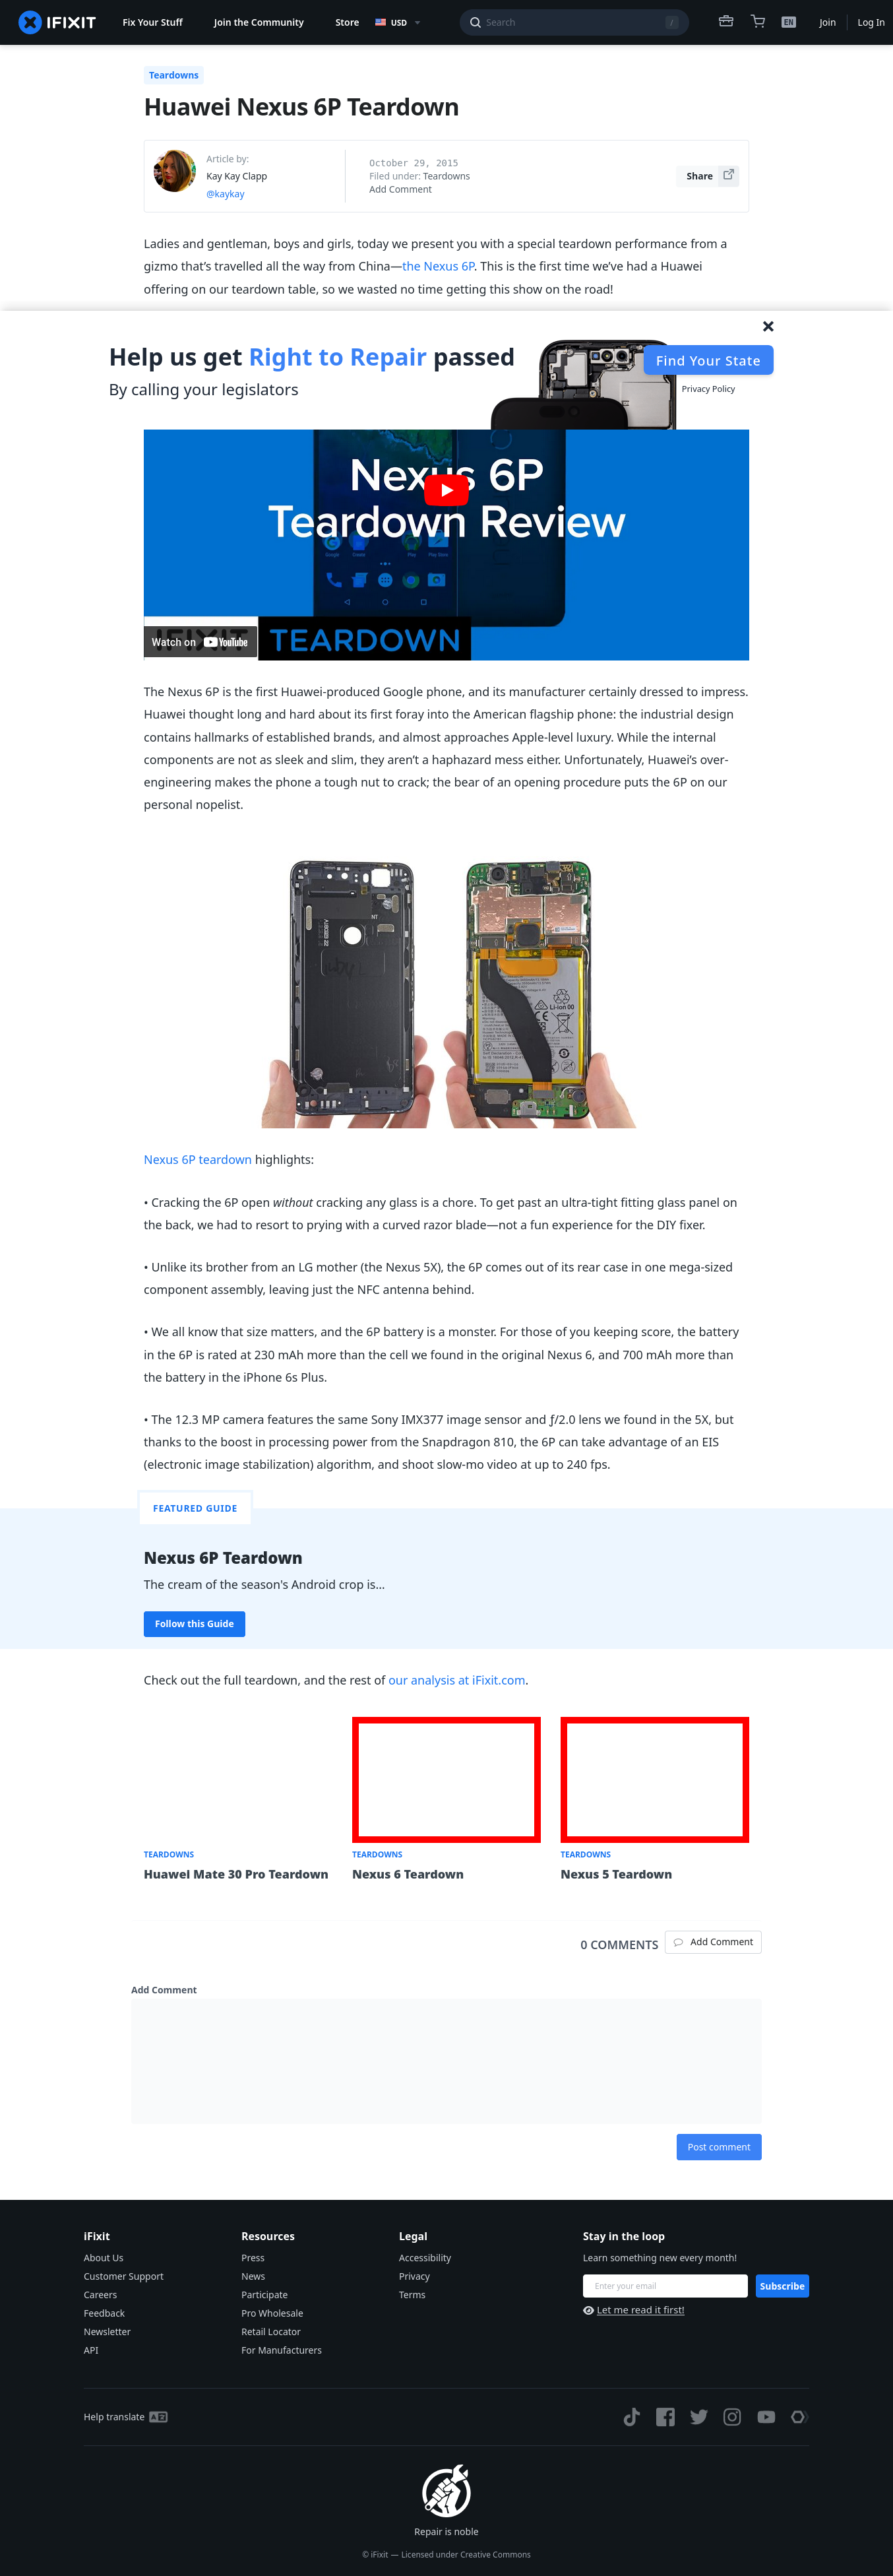 IFIXIT
Fix Your Stuff
Join the Community
Store
USD
Search
/
EN
Join
Log In
Teardowns
Huawei Nexus 6P Teardown
Article by:
Kay Kay Clapp
@kaykay
October 29, 2015
Filed under: Teardowns
Add Comment
Share
Ladies and gentleman, boys and girls, today we present you with a special teardown performance from a
gizmo that’s travelled all the way from China—the Nexus 6P. This is the first time we’ve had a Huawei
offering on our teardown table, so we wasted no time getting this show on the road!
Help us get Right to Repair passed
By calling your legislators
Find Your State
Privacy Policy
Nexus 6P
Teardown Review
IFIXIT TEARDOWN
Watch on YouTube
The Nexus 6P is the first Huawei-produced Google phone, and its manufacturer certainly dressed to impress.
Huawei thought long and hard about its first foray into the American flagship phone: the industrial design
contains hallmarks of established brands, and almost approaches Apple-level luxury. While the internal
components are not as sleek and slim, they aren’t a haphazard mess either. Unfortunately, Huawei’s over-
engineering makes the phone a tough nut to crack; the bear of an opening procedure puts the 6P on our
personal nopelist.
Nexus 6P teardown highlights:
• Cracking the 6P open without cracking any glass is a chore. To get past an ultra-tight fitting glass panel on
the back, we had to resort to prying with a curved razor blade—not a fun experience for the DIY fixer.
• Unlike its brother from an LG mother (the Nexus 5X), the 6P comes out of its rear case in one mega-sized
component assembly, leaving just the NFC antenna behind.
• We all know that size matters, and the 6P battery is a monster. For those of you keeping score, the battery
in the 6P is rated at 230 mAh more than the cell we found in the original Nexus 6, and 700 mAh more than
the battery in the iPhone 6s Plus.
• The 12.3 MP camera features the same Sony IMX377 image sensor and ƒ/2.0 lens we found in the 5X, but
thanks to the boost in processing power from the Snapdragon 810, the 6P can take advantage of an EIS
(electronic image stabilization) algorithm, and shoot slow-mo video at up to 240 fps.
FEATURED GUIDE
Nexus 6P Teardown
The cream of the season's Android crop is...
Follow this Guide
Check out the full teardown, and the rest of our analysis at iFixit.com.
TEARDOWNS
Huawei Mate 30 Pro Teardown
TEARDOWNS
Nexus 6 Teardown
TEARDOWNS
Nexus 5 Teardown
0 COMMENTS
Add Comment
Add Comment
Post comment
iFixit
About Us
Customer Support
Careers
Feedback
Newsletter
API
Resources
Press
News
Participate
Pro Wholesale
Retail Locator
For Manufacturers
Legal
Accessibility
Privacy
Terms
Stay in the loop
Learn something new every month!
Enter your email
Subscribe
Let me read it first!
Help translate
Repair is noble
© iFixit — Licensed under Creative Commons